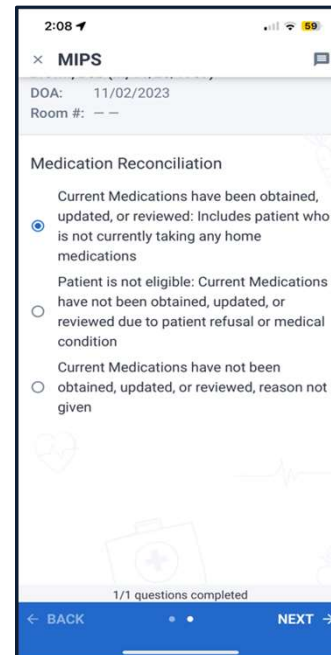 2:08
59
× MIPS
DOA: 11/02/2023
Room #: – –
Medication Reconciliation
Current Medications have been obtained,
updated, or reviewed: Includes patient who
is not currently taking any home
medications
Patient is not eligible: Current Medications
have not been obtained, updated, or
reviewed due to patient refusal or medical
condition
Current Medications have not been
obtained, updated, or reviewed, reason not
given
1/1 questions completed
← BACK
NEXT →